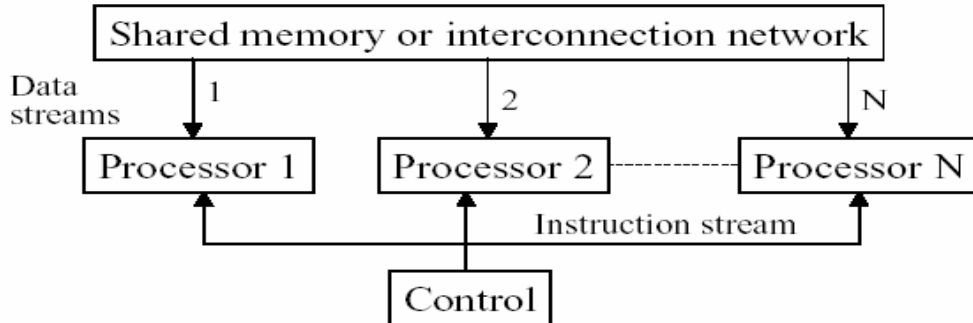 Shared memory or interconnection network
Data
streams
1
2
N
Processor 1
Processor 2
Processor N
Instruction stream
Control